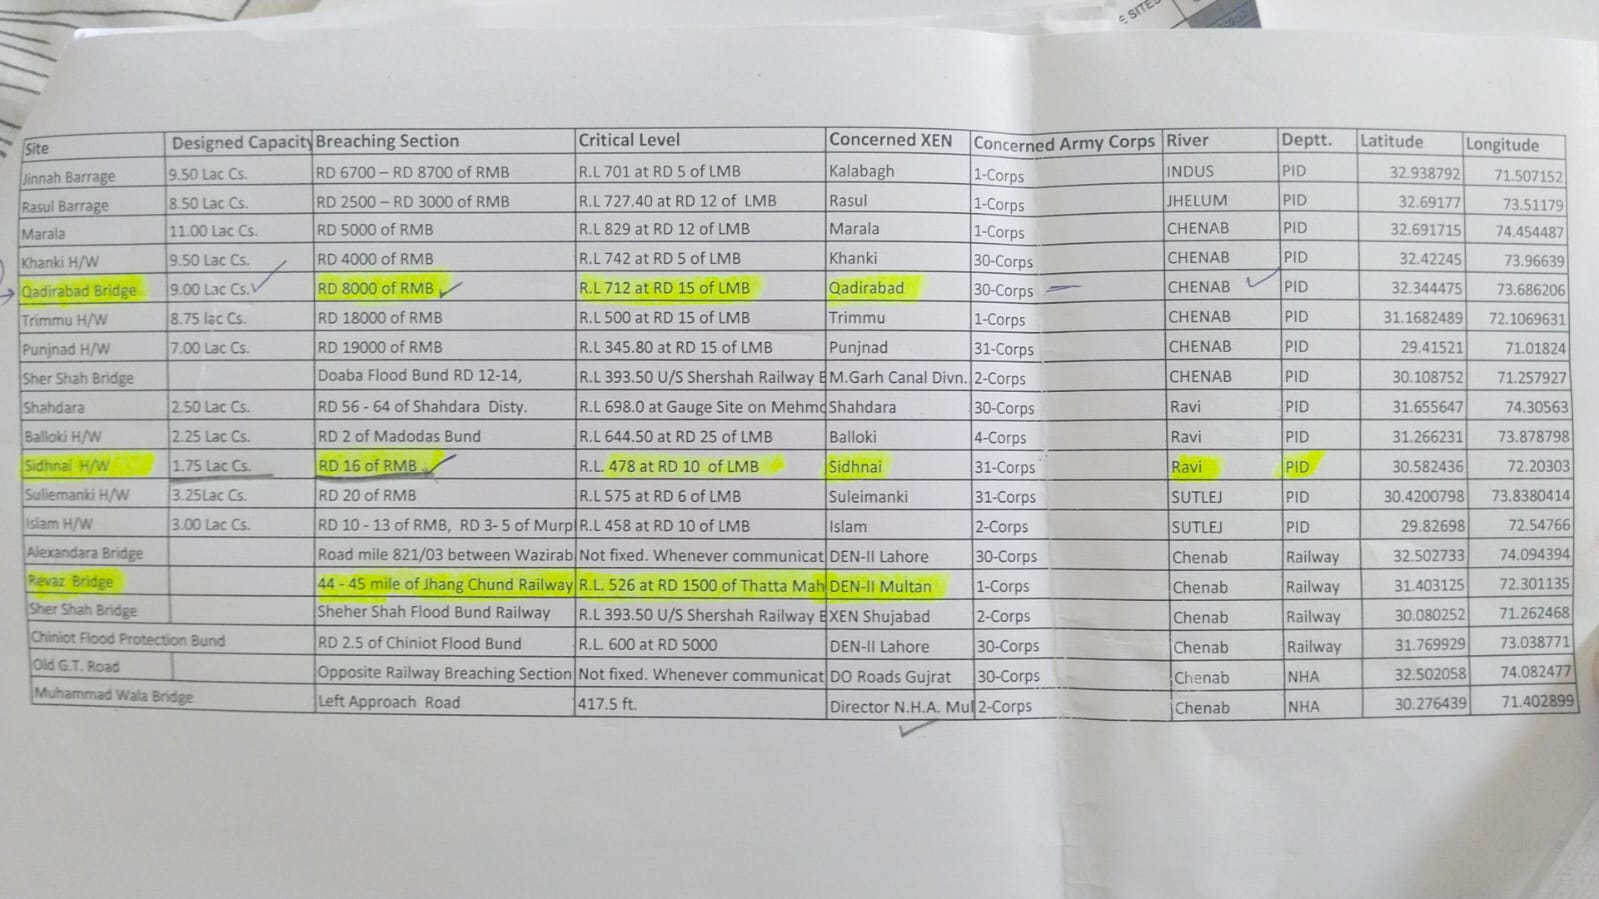 E SITES
Site Designed Capacity Breaching Section Critical Level Concerned XEN Concerned Army Corps River Deptt. Latitude Longitude
Jinnah Barrage 9.50 Lac Cs. RD 6700 – RD 8700 of RMB R.L 701 at RD 5 of LMB Kalabagh 1-Corps INDUS PID 32.938792 71.507152
Rasul Barrage 8.50 Lac Cs. RD 2500 – RD 3000 of RMB R.L 727.40 at RD 12 of LMB Rasul 1-Corps JHELUM PID 32.69177 73.51179
Marala 11.00 Lac Cs. RD 5000 of RMB R.L 829 at RD 12 of LMB Marala 1-Corps CHENAB PID 32.691715 74.454487
Khanki H/W 9.50 Lac Cs. RD 4000 of RMB R.L 742 at RD 5 of LMB Khanki 30-Corps CHENAB PID 32.42245 73.96639
Qadirabad Bridge 9.00 Lac Cs. RD 8000 of RMB R.L 712 at RD 15 of LMB Qadirabad 30-Corps CHENAB PID 32.344475 73.686206
Trimmu H/W 8.75 lac Cs. RD 18000 of RMB R.L 500 at RD 15 of LMB Trimmu 1-Corps CHENAB PID 31.1682489 72.1069631
Punjnad H/W 7.00 Lac Cs. RD 19000 of RMB R.L 345.80 at RD 15 of LMB Punjnad 31-Corps CHENAB PID 29.41521 71.01824
Sher Shah Bridge Doaba Flood Bund RD 12-14, R.L 393.50 U/S Shershah Railway E M.Garh Canal Divn. 2-Corps CHENAB PID 30.108752 71.257927
Shahdara 2.50 Lac Cs. RD 56 - 64 of Shahdara Disty. R.L 698.0 at Gauge Site on Mehmo Shahdara 30-Corps Ravi PID 31.655647 74.30563
Balloki H/W 2.25 Lac Cs. RD 2 of Madodas Bund R.L 644.50 at RD 25 of LMB Balloki 4-Corps Ravi PID 31.266231 73.878798
Sidhnai H/W 1.75 Lac Cs. RD 16 of RMB R.L. 478 at RD 10 of LMB Sidhnai 31-Corps Ravi PID 30.582436 72.20303
Suliemanki H/W 3.25Lac Cs. RD 20 of RMB R.L 575 at RD 6 of LMB Suleimanki 31-Corps SUTLEJ PID 30.4200798 73.8380414
Islam H/W 3.00 Lac Cs. RD 10 - 13 of RMB, RD 3- 5 of Murp R.L 458 at RD 10 of LMB Islam 2-Corps SUTLEJ PID 29.82698 72.54766
Alexandara Bridge Road mile 821/03 between Wazirab Not fixed. Whenever communicat DEN-II Lahore 30-Corps Chenab Railway 32.502733 74.094394
Revaz Bridge 44 - 45 mile of Jhang Chund Railway R.L. 526 at RD 1500 of Thatta Mah DEN-II Multan 1-Corps Chenab Railway 31.403125 72.301135
Sher Shah Bridge Sheher Shah Flood Bund Railway R.L 393.50 U/S Shershah Railway E XEN Shujabad 2-Corps Chenab Railway 30.080252 71.262468
Chiniot Flood Protection Bund RD 2.5 of Chiniot Flood Bund R.L. 600 at RD 5000 DEN-II Lahore 30-Corps Chenab Railway 31.769929 73.038771
Old G.T. Road Opposite Railway Breaching Section Not fixed. Whenever communicat DO Roads Gujrat 30-Corps Chenab NHA 32.502058 74.082477
Muhammad Wala Bridge Left Approach Road 417.5 ft. Director N.H.A. Mul 2-Corps Chenab NHA 30.276439 71.402899